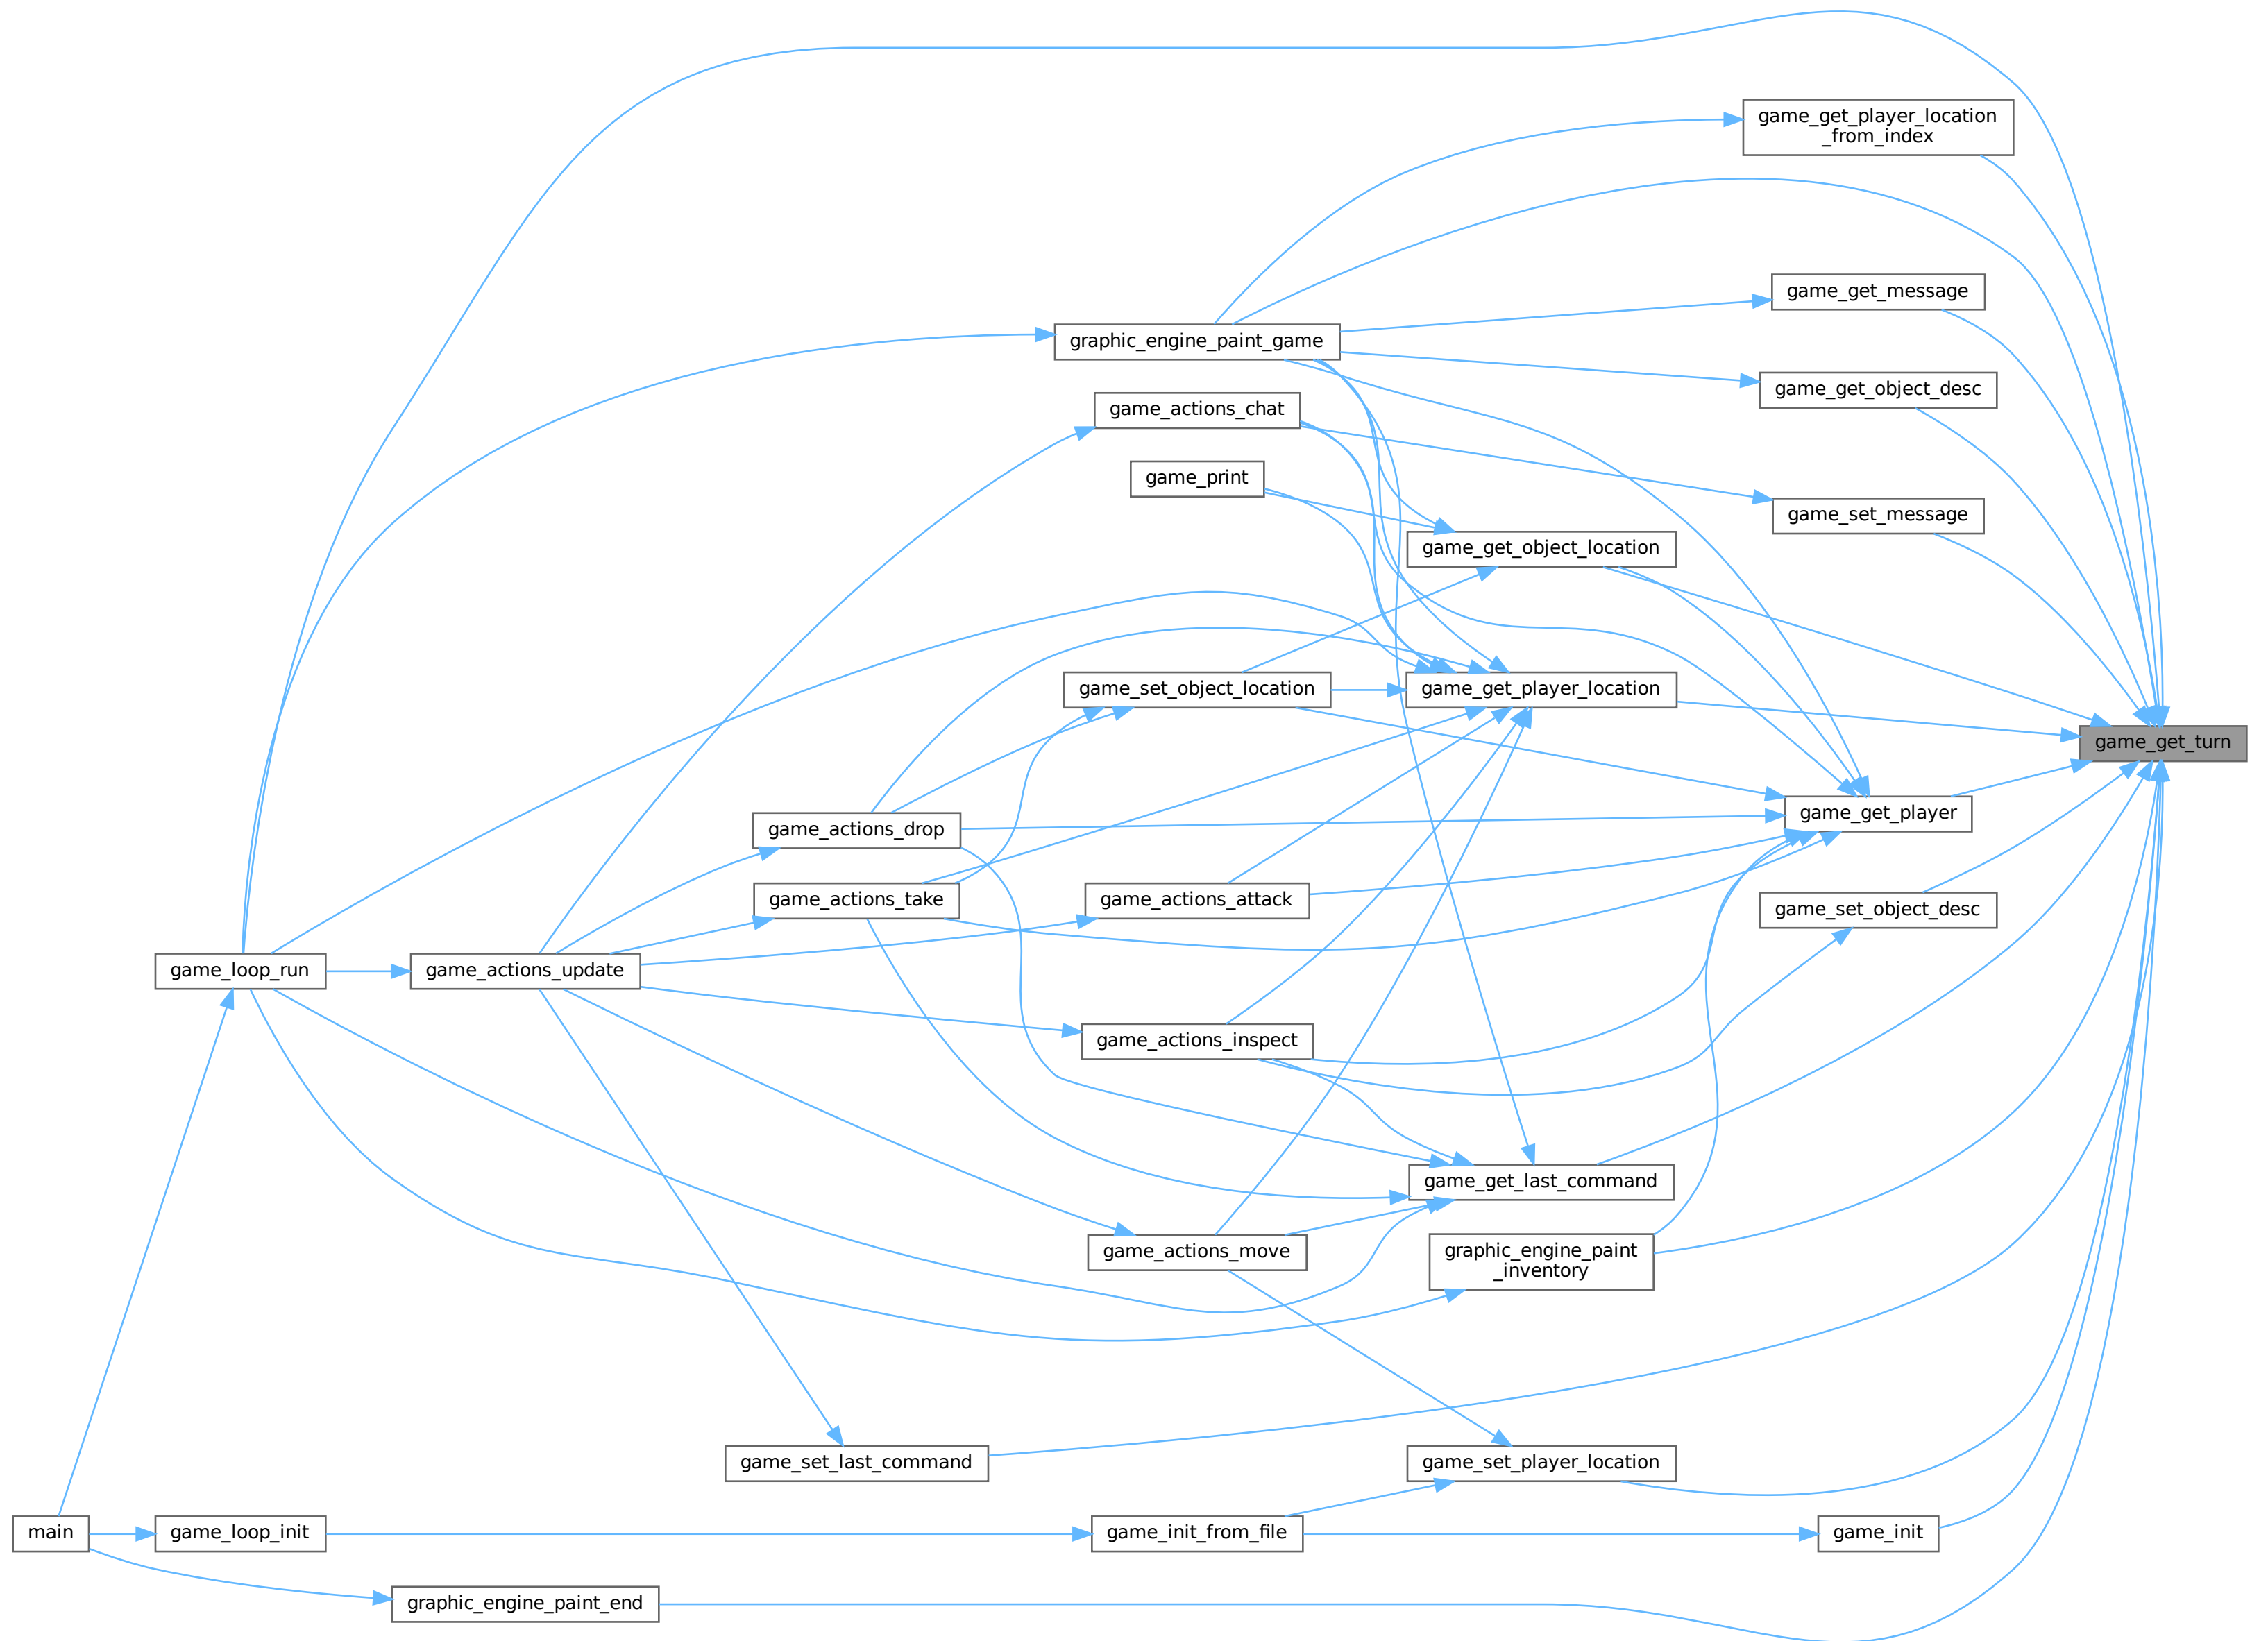 game_get_player_location
_from_index
game_get_message
graphic_engine_paint_game
game_get_object_desc
game_actions_chat
game_print
game_set_message
game_get_object_location
game_set_object_location
game_get_player_location
game_get_turn
game_actions_drop
game_get_player
game_actions_take
game_actions_attack
game_set_object_desc
game_loop_run
game_actions_update
game_actions_inspect
game_get_last_command
game_actions_move
graphic_engine_paint
_inventory
game_set_last_command
game_set_player_location
main
game_loop_init
game_init_from_file
game_init
graphic_engine_paint_end